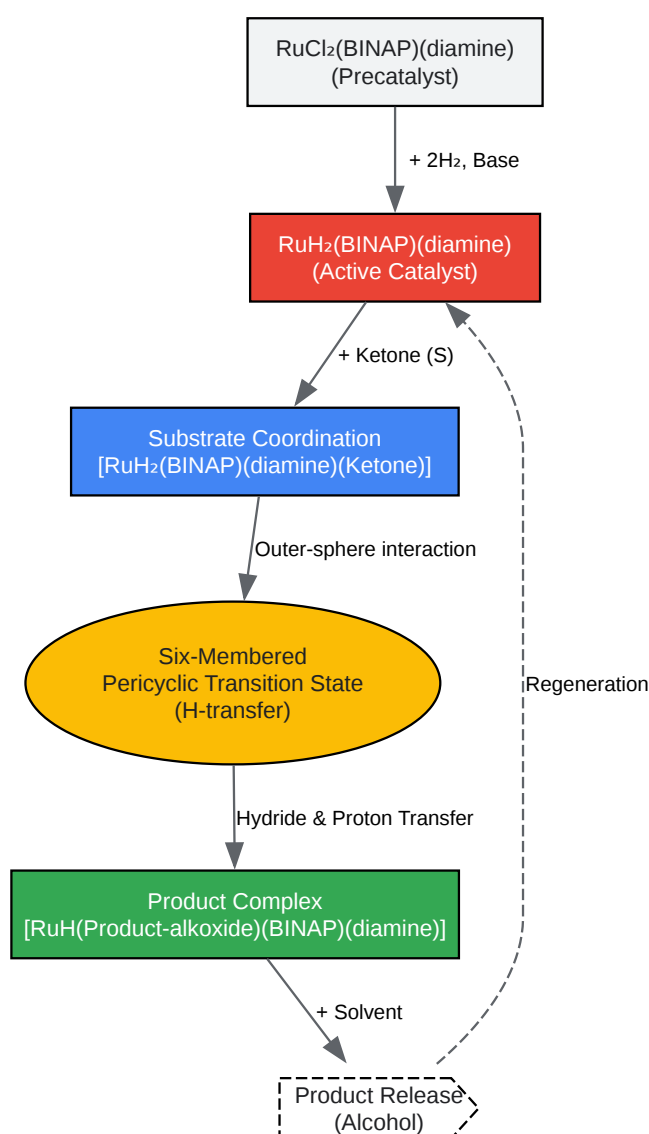 RuCl₂(BINAP)(diamine)
(Precatalyst)
+ 2H₂, Base
RuH₂(BINAP)(diamine)
(Active Catalyst)
+ Ketone (S)
Substrate Coordination
[RuH₂(BINAP)(diamine)(Ketone)]
Outer-sphere interaction
Six-Membered
Pericyclic Transition State
(H-transfer)
Regeneration
Hydride & Proton Transfer
Product Complex
[RuH(Product-alkoxide)(BINAP)(diamine)]
+ Solvent
Product Release
(Alcohol)